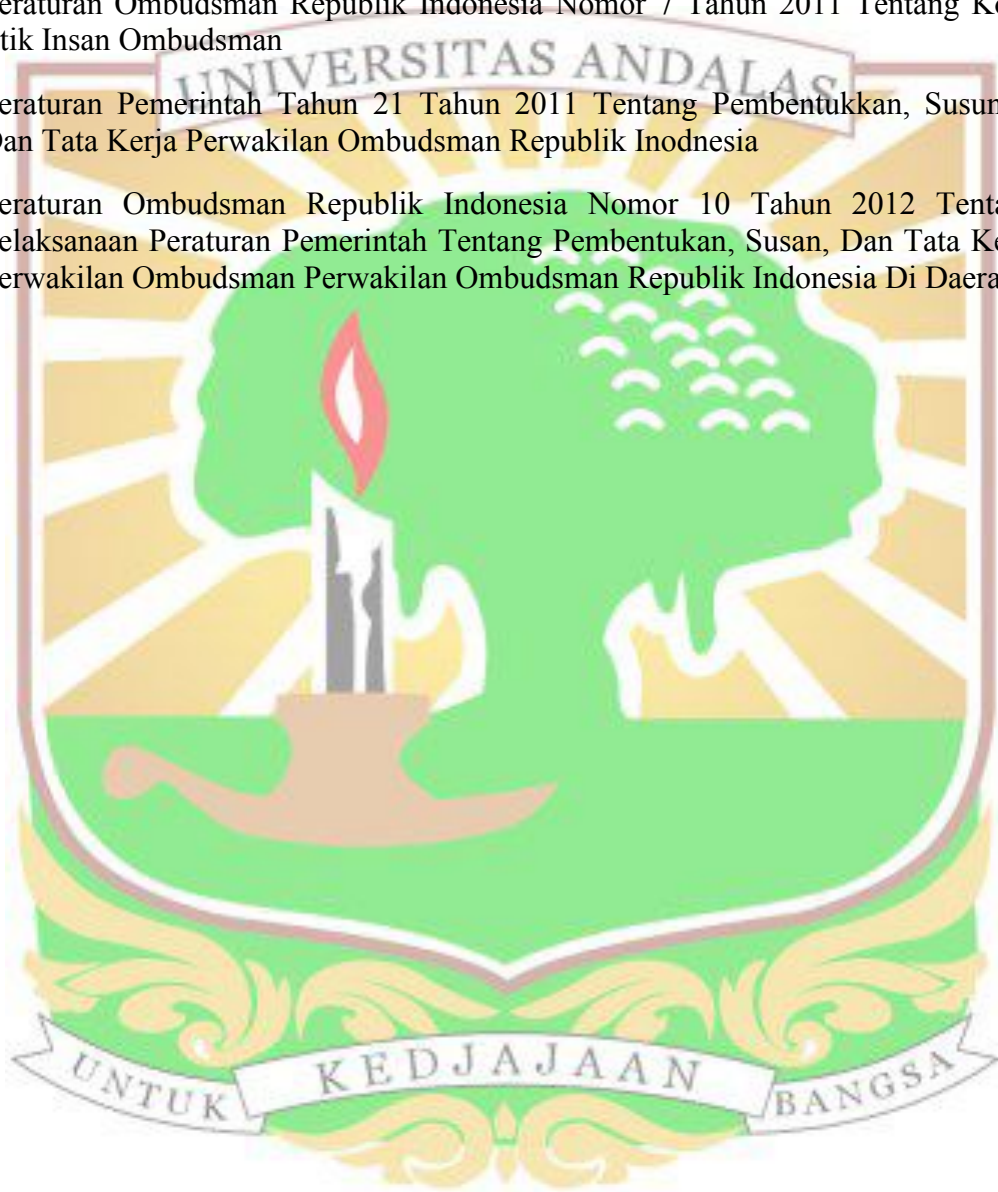 eraturan Ombudsman Republik Indonesia Nomor 7 Tahun 2011 Tentang Ko
tik Insan Ombudsman
UNIVERSITAS ANDALAS
eraturan Pemerintah Tahun 21 Tahun 2011 Tentang Pembentukkan, Susun
Dan Tata Kerja Perwakilan Ombudsman Republik Inodnesia
eraturan Ombudsman Republik Indonesia Nomor 10 Tahun 2012 Tenta
elaksanaan Peraturan Pemerintah Tentang Pembentukan, Susan, Dan Tata Ke
erwakilan Ombudsman Perwakilan Ombudsman Republik Indonesia Di Daera
UNTUK KEDJAJAAN BANGSA